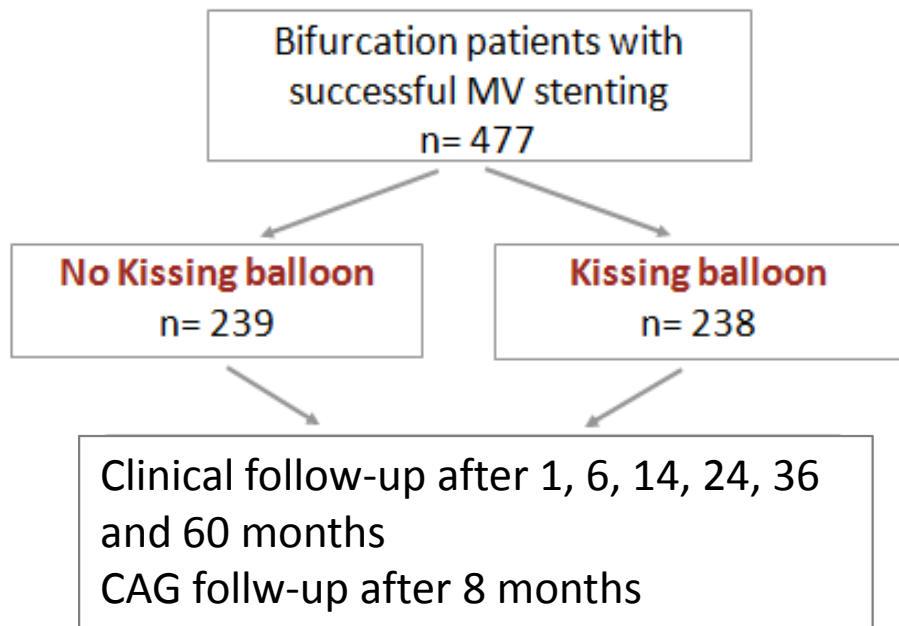 Bifurcation patients with
successful MV stenting
n= 477
No Kissing balloon
n= 239
Kissing balloon
n= 238
Clinical follow-up after 1, 6, 14, 24, 36
and 60 months
CAG follw-up after 8 months